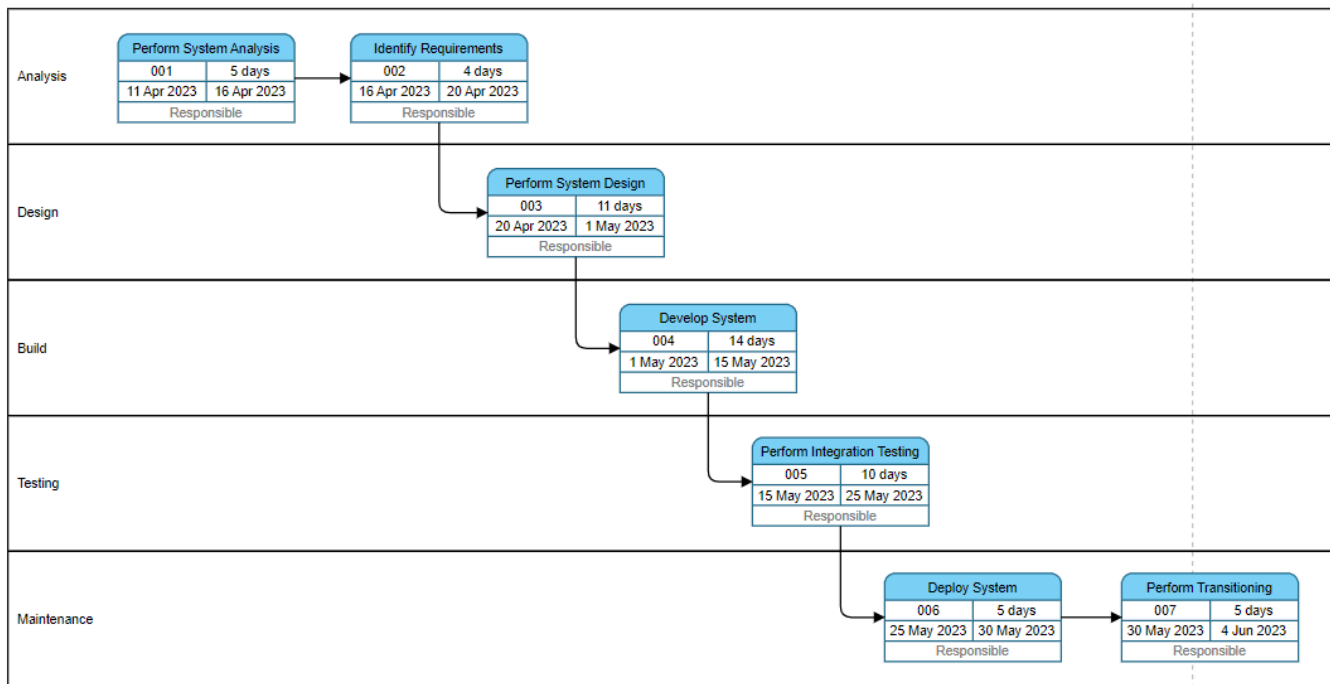 Analysis
Perform System Analysis
001 5 days
11 Apr 2023 16 Apr 2023
Responsible
Identify Requirements
002 4 days
16 Apr 2023 20 Apr 2023
Responsible
Design
Perform System Design
003 11 days
20 Apr 2023 1 May 2023
Responsible
Build
Develop System
004 14 days
1 May 2023 15 May 2023
Responsible
Testing
Perform Integration Testing
005 10 days
15 May 2023 25 May 2023
Responsible
Maintenance
Deploy System
006 5 days
25 May 2023 30 May 2023
Responsible
Perform Transitioning
007 5 days
30 May 2023 4 Jun 2023
Responsible